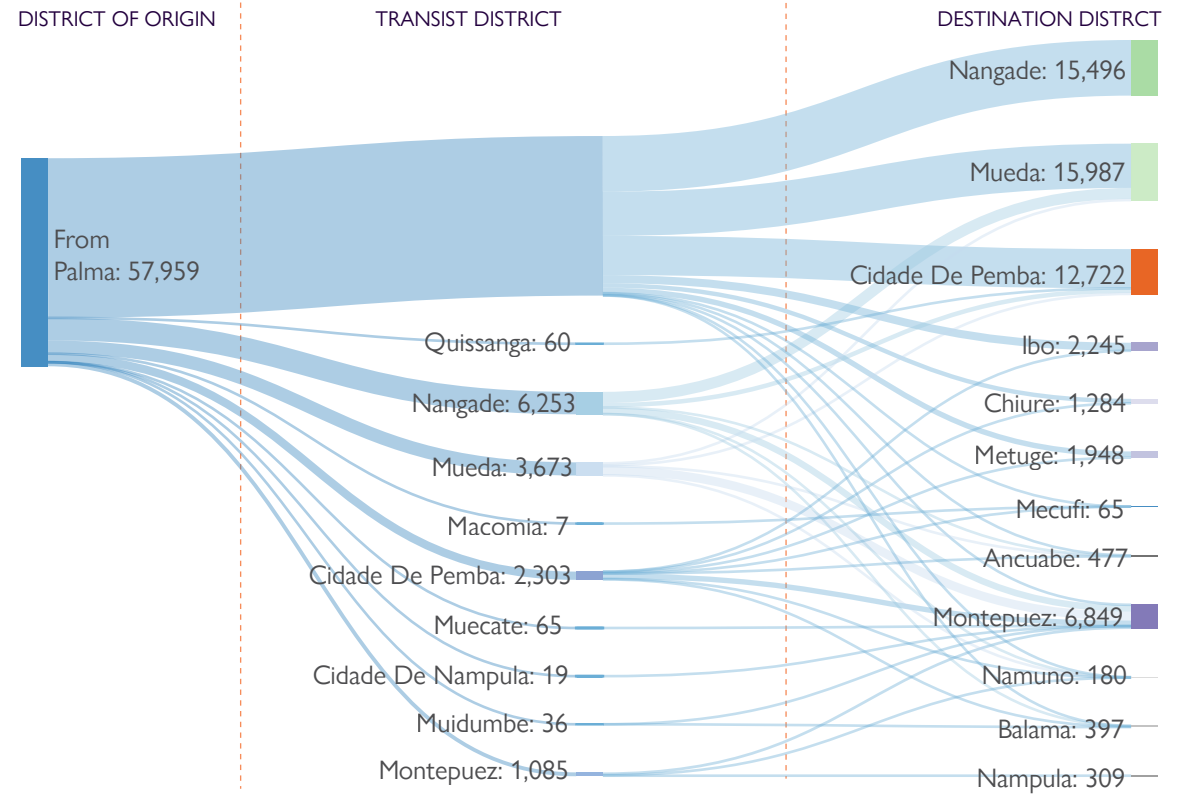 DISTRICT OF ORIGIN
TRANSIST DISTRICT
DESTINATION DISTRCT
From
Palma: 57,959
Quissanga: 60
Nangade: 6,253
Mueda: 3,673
Macomia: 7
Cidade De Pemba: 2,303
Muecate: 65
Cidade De Nampula: 19
Muidumbe: 36
Montepuez: 1,085
Nangade: 15,496
Mueda: 15,987
Cidade De Pemba: 12,722
Ibo: 2,245
Chiure: 1,284
Metuge: 1,948
Mecufi: 65
Ancuabe: 477
Montepuez: 6,849
Namuno: 180
Balama: 397
Nampula: 309